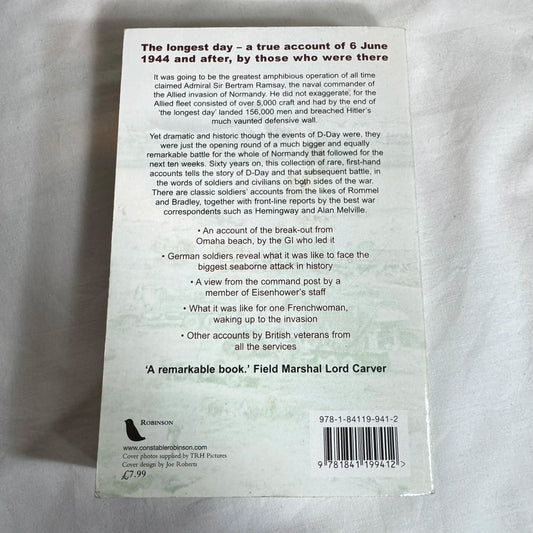 The longest day – a true account of 6 June
1944 and after, by those who were there
It was going to be the greatest amphibious operation of all time
claimed Admiral Sir Bertram Ramsay, the naval commander of
the Allied invasion of Normandy. He did not exaggerate, for the
Allied fleet consisted of over 5,000 craft and had by the end of
'the longest day' landed 156,000 men and breached Hitler's
much vaunted defensive wall.
Yet dramatic and historic though the events of D-Day were, they
were just the opening round of a much bigger and equally
remarkable battle for the whole of Normandy that followed for the
next ten weeks. Sixty years on, this collection of rare, first-hand
accounts tells the story of D-Day and that subsequent battle, in
the words of soldiers and civilians on both sides of the war.
There are classic soldiers' accounts from the likes of Rommel
and Bradley, together with front-line reports by the best war
correspondents such as Hemingway and Alan Melville.
• An account of the break-out from
Omaha beach, by the GI who led it
• German soldiers reveal what it was like to face the
biggest seaborne attack in history
• A view from the command post by a
member of Eisenhower's staff
• What it was like for one Frenchwoman,
waking up to the invasion
• Other accounts by British veterans from
all the services
'A remarkable book.' Field Marshal Lord Carver
ROBINSON
www.constablerobinson.com
Cover photos supplied by TRH Pictures
Cover design by Joe Roberts
£7.99
978-1-84119-941-2
9 781841 199412 >